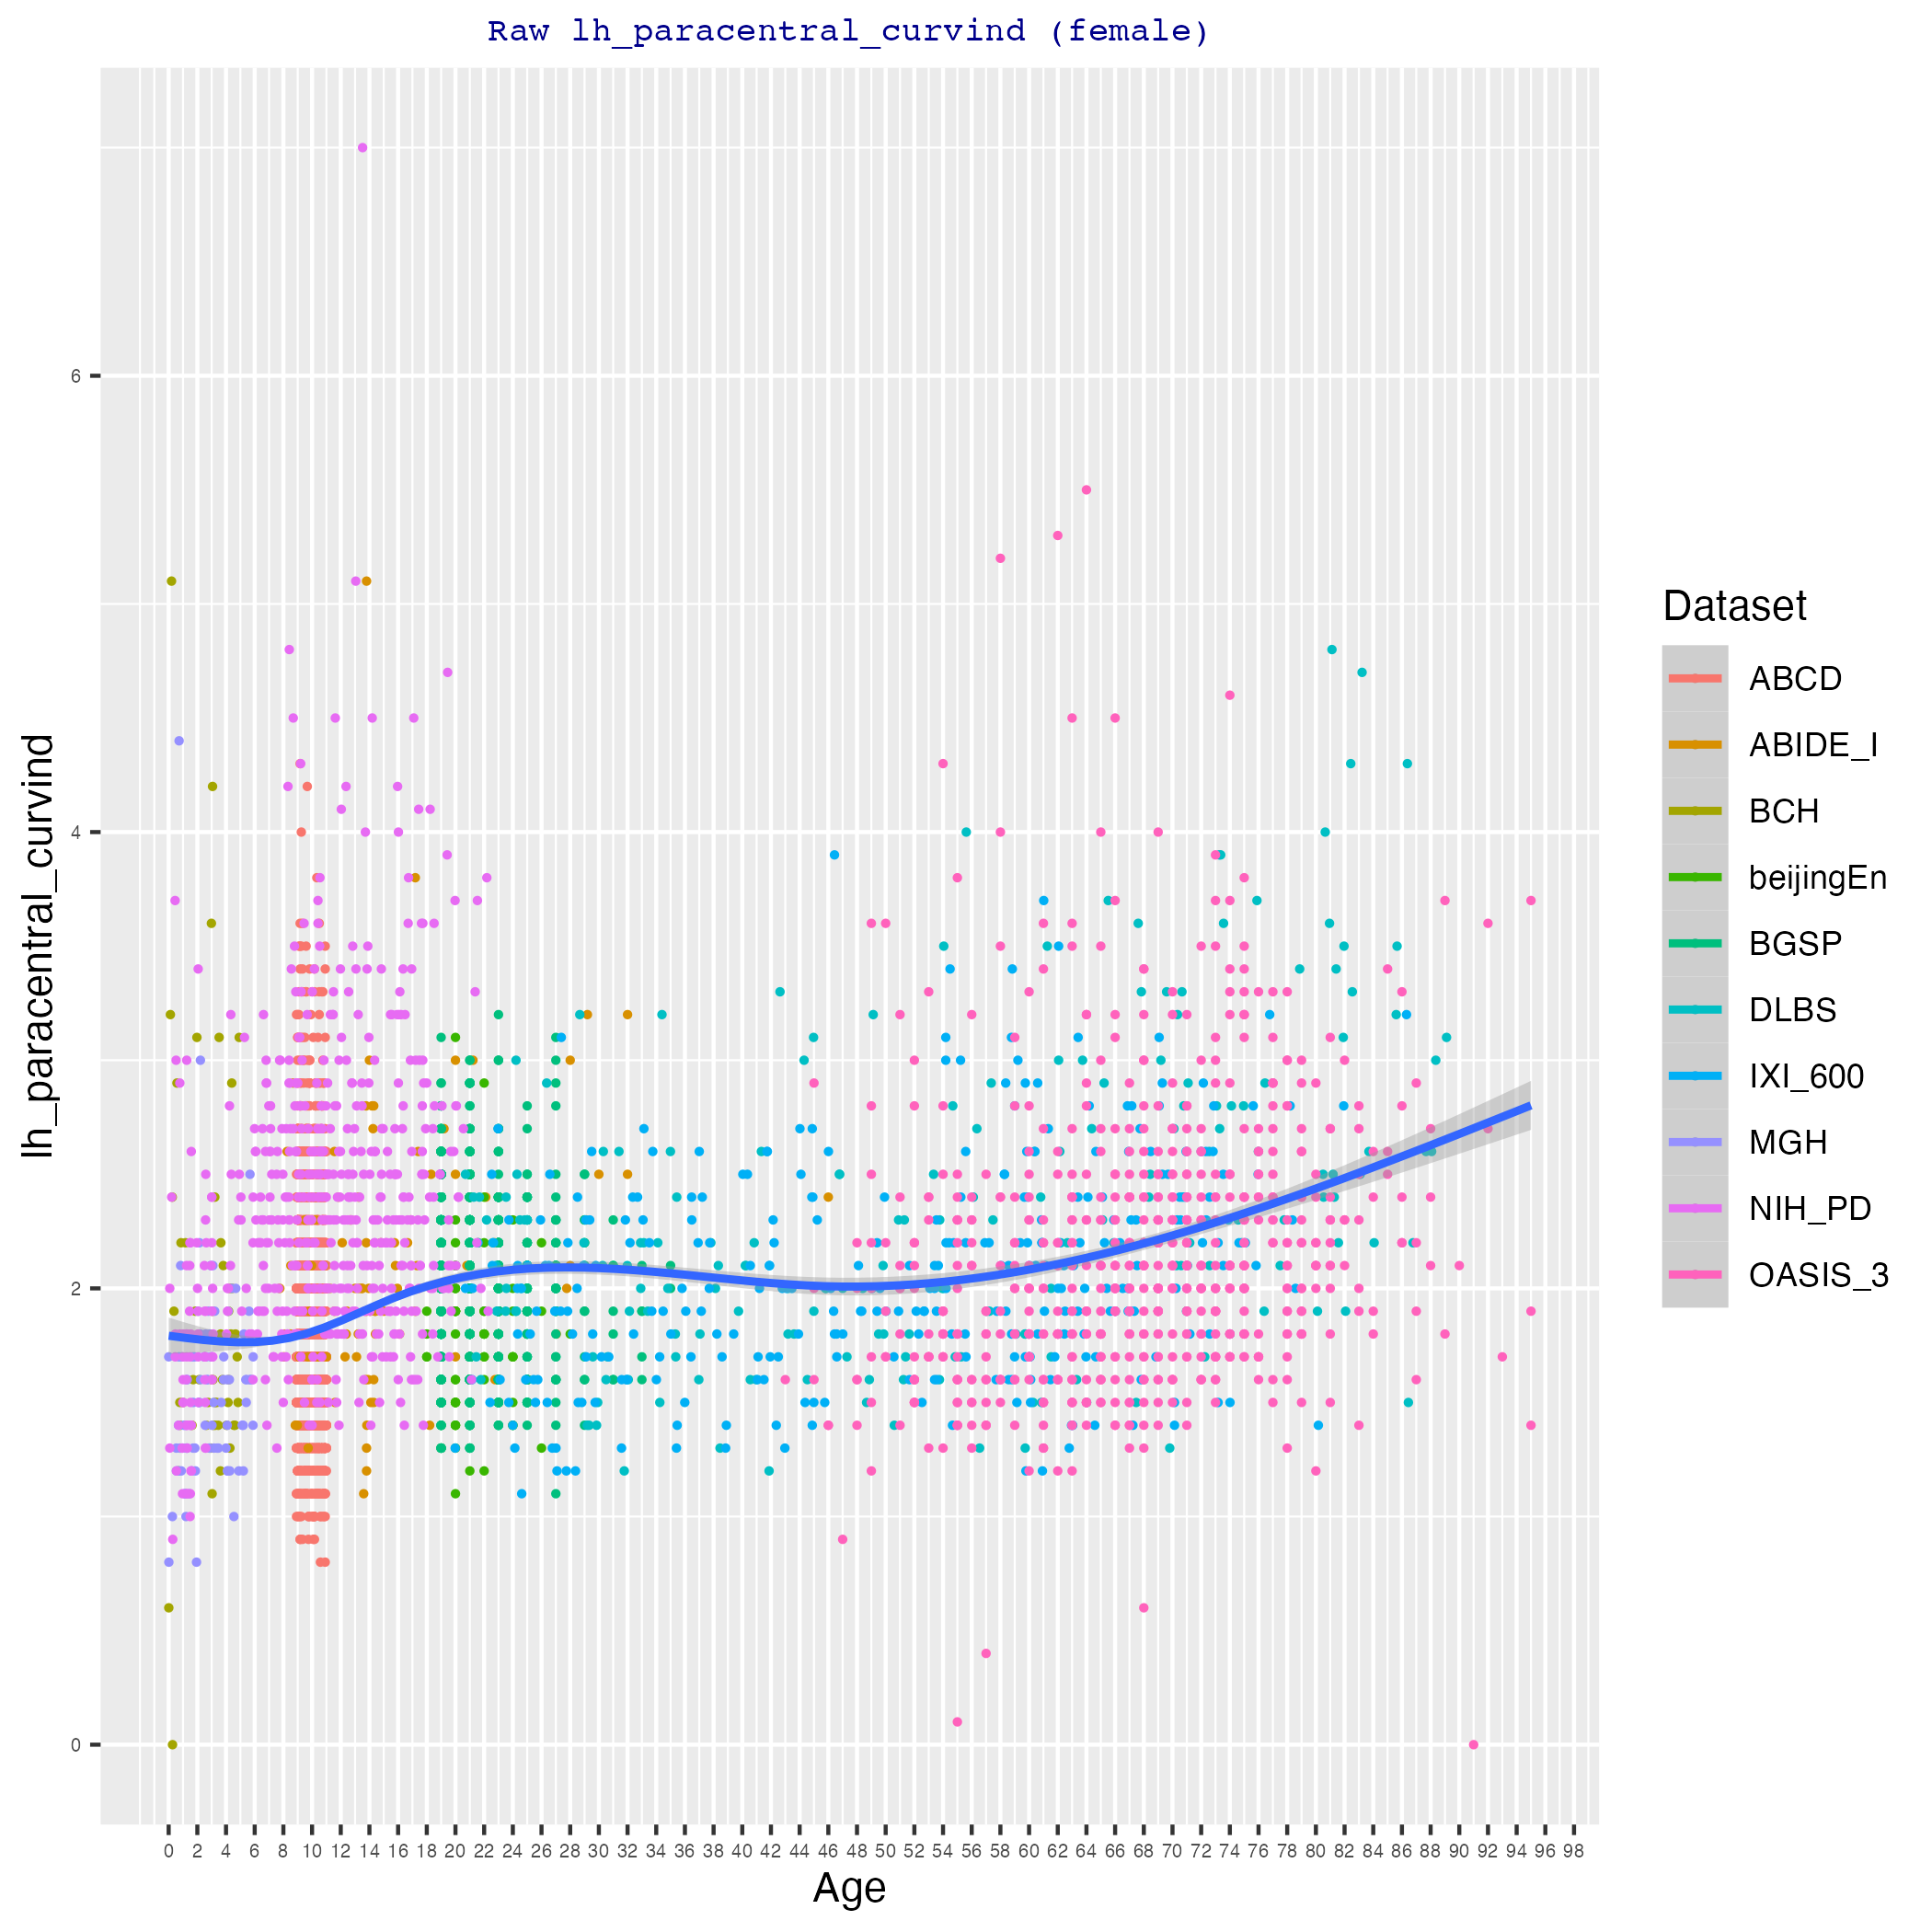 Raw lh_paracentral_curvind (female)
lh_paracentral_curvind
6
4
2
0
0 2 4 6 8 10 12 14 16 18 20 22 24 26 28 30 32 34 36 38 40 42 44 46 48 50 52 54 56 58 60 62 64 66 68 70 72 74 76 78 80 82 84 86 88 90 92 94 96 98
Age
Dataset
ABCD
ABIDE_I
BCH
beijingEn
BGSP
DLBS
IXI_600
MGH
NIH_PD
OASIS_3